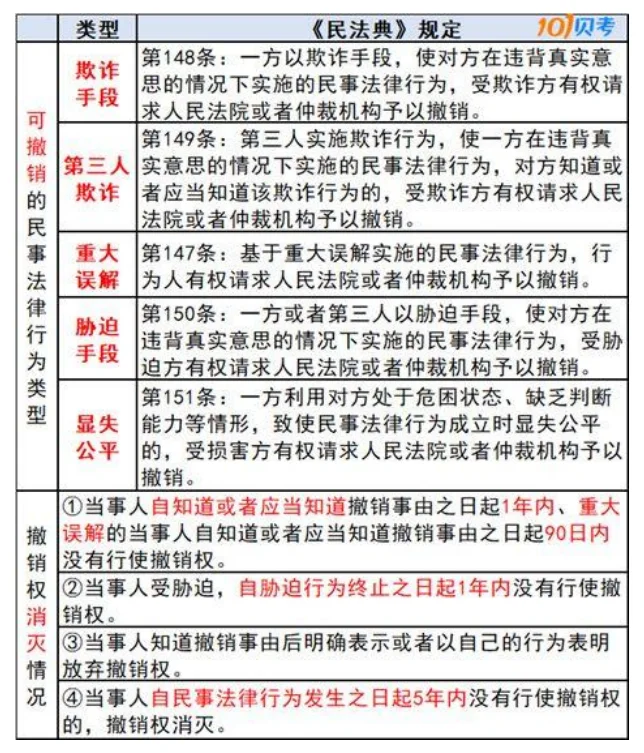 类型
《民法典》规定
101贝考
可撤销的民事法律行为类型
欺诈
手段
第148条：一方以欺诈手段，使对方在违背真实意
思的情况下实施的民事法律行为，受欺诈方有权请
求人民法院或者仲裁机构予以撤销。
第三人
欺诈
第149条：第三人实施欺诈行为，使一方在违背真
实意思的情况下实施的民事法律行为，对方知道或
者应当知道该欺诈行为的，受欺诈方有权请求人民
法院或者仲裁机构予以撤销。
重大
误解
第147条：基于重大误解实施的民事法律行为，行
为人有权请求人民法院或者仲裁机构予以撤销。
胁迫
手段
第150条：一方或者第三人以胁迫手段，使对方在
违背真实意思的情况下实施的民事法律行为，受胁
迫方有权请求人民法院或者仲裁机构予以撤销。
显失
公平
第151条：一方利用对方处于危困状态、缺乏判断
能力等情形，致使民事法律行为成立时显失公平
的，受损害方有权请求人民法院或者仲裁机构予以
撤销。
撤销权消灭情况
①当事人自知道或者应当知道撤销事由之日起1年内、重大
误解的当事人自知道或者应当知道撤销事由之日起90日内
没有行使撤销权。
②当事人受胁迫，自胁迫行为终止之日起1年内没有行使撤
销权。
③当事人知道撤销事由后明确表示或者以自己的行为表明
放弃撤销权。
④当事人自民事法律行为发生之日起5年内没有行使撤销权
的，撤销权消灭。